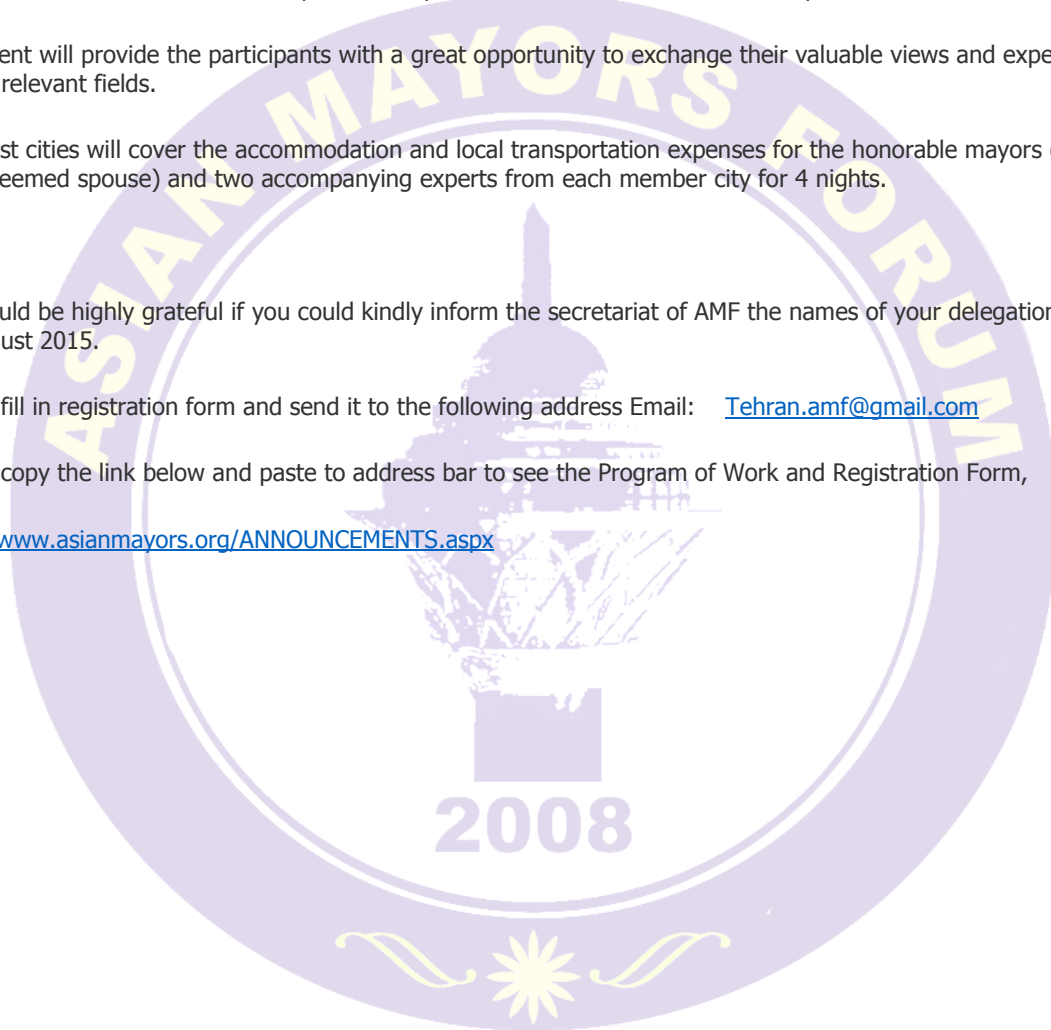 ent will provide the participants with a great opportunity to exchange their valuable views and expe
relevant fields.
st cities will cover the accommodation and local transportation expenses for the honorable mayors (
eemed spouse) and two accompanying experts from each member city for 4 nights.
uld be highly grateful if you could kindly inform the secretariat of AMF the names of your delegation
ust 2015.
fill in registration form and send it to the following address Email: Tehran.amf@gmail.com
copy the link below and paste to address bar to see the Program of Work and Registration Form,
www.asianmayors.org/ANNOUNCEMENTS.aspx
ASIAN MAYORS FORUM
2008